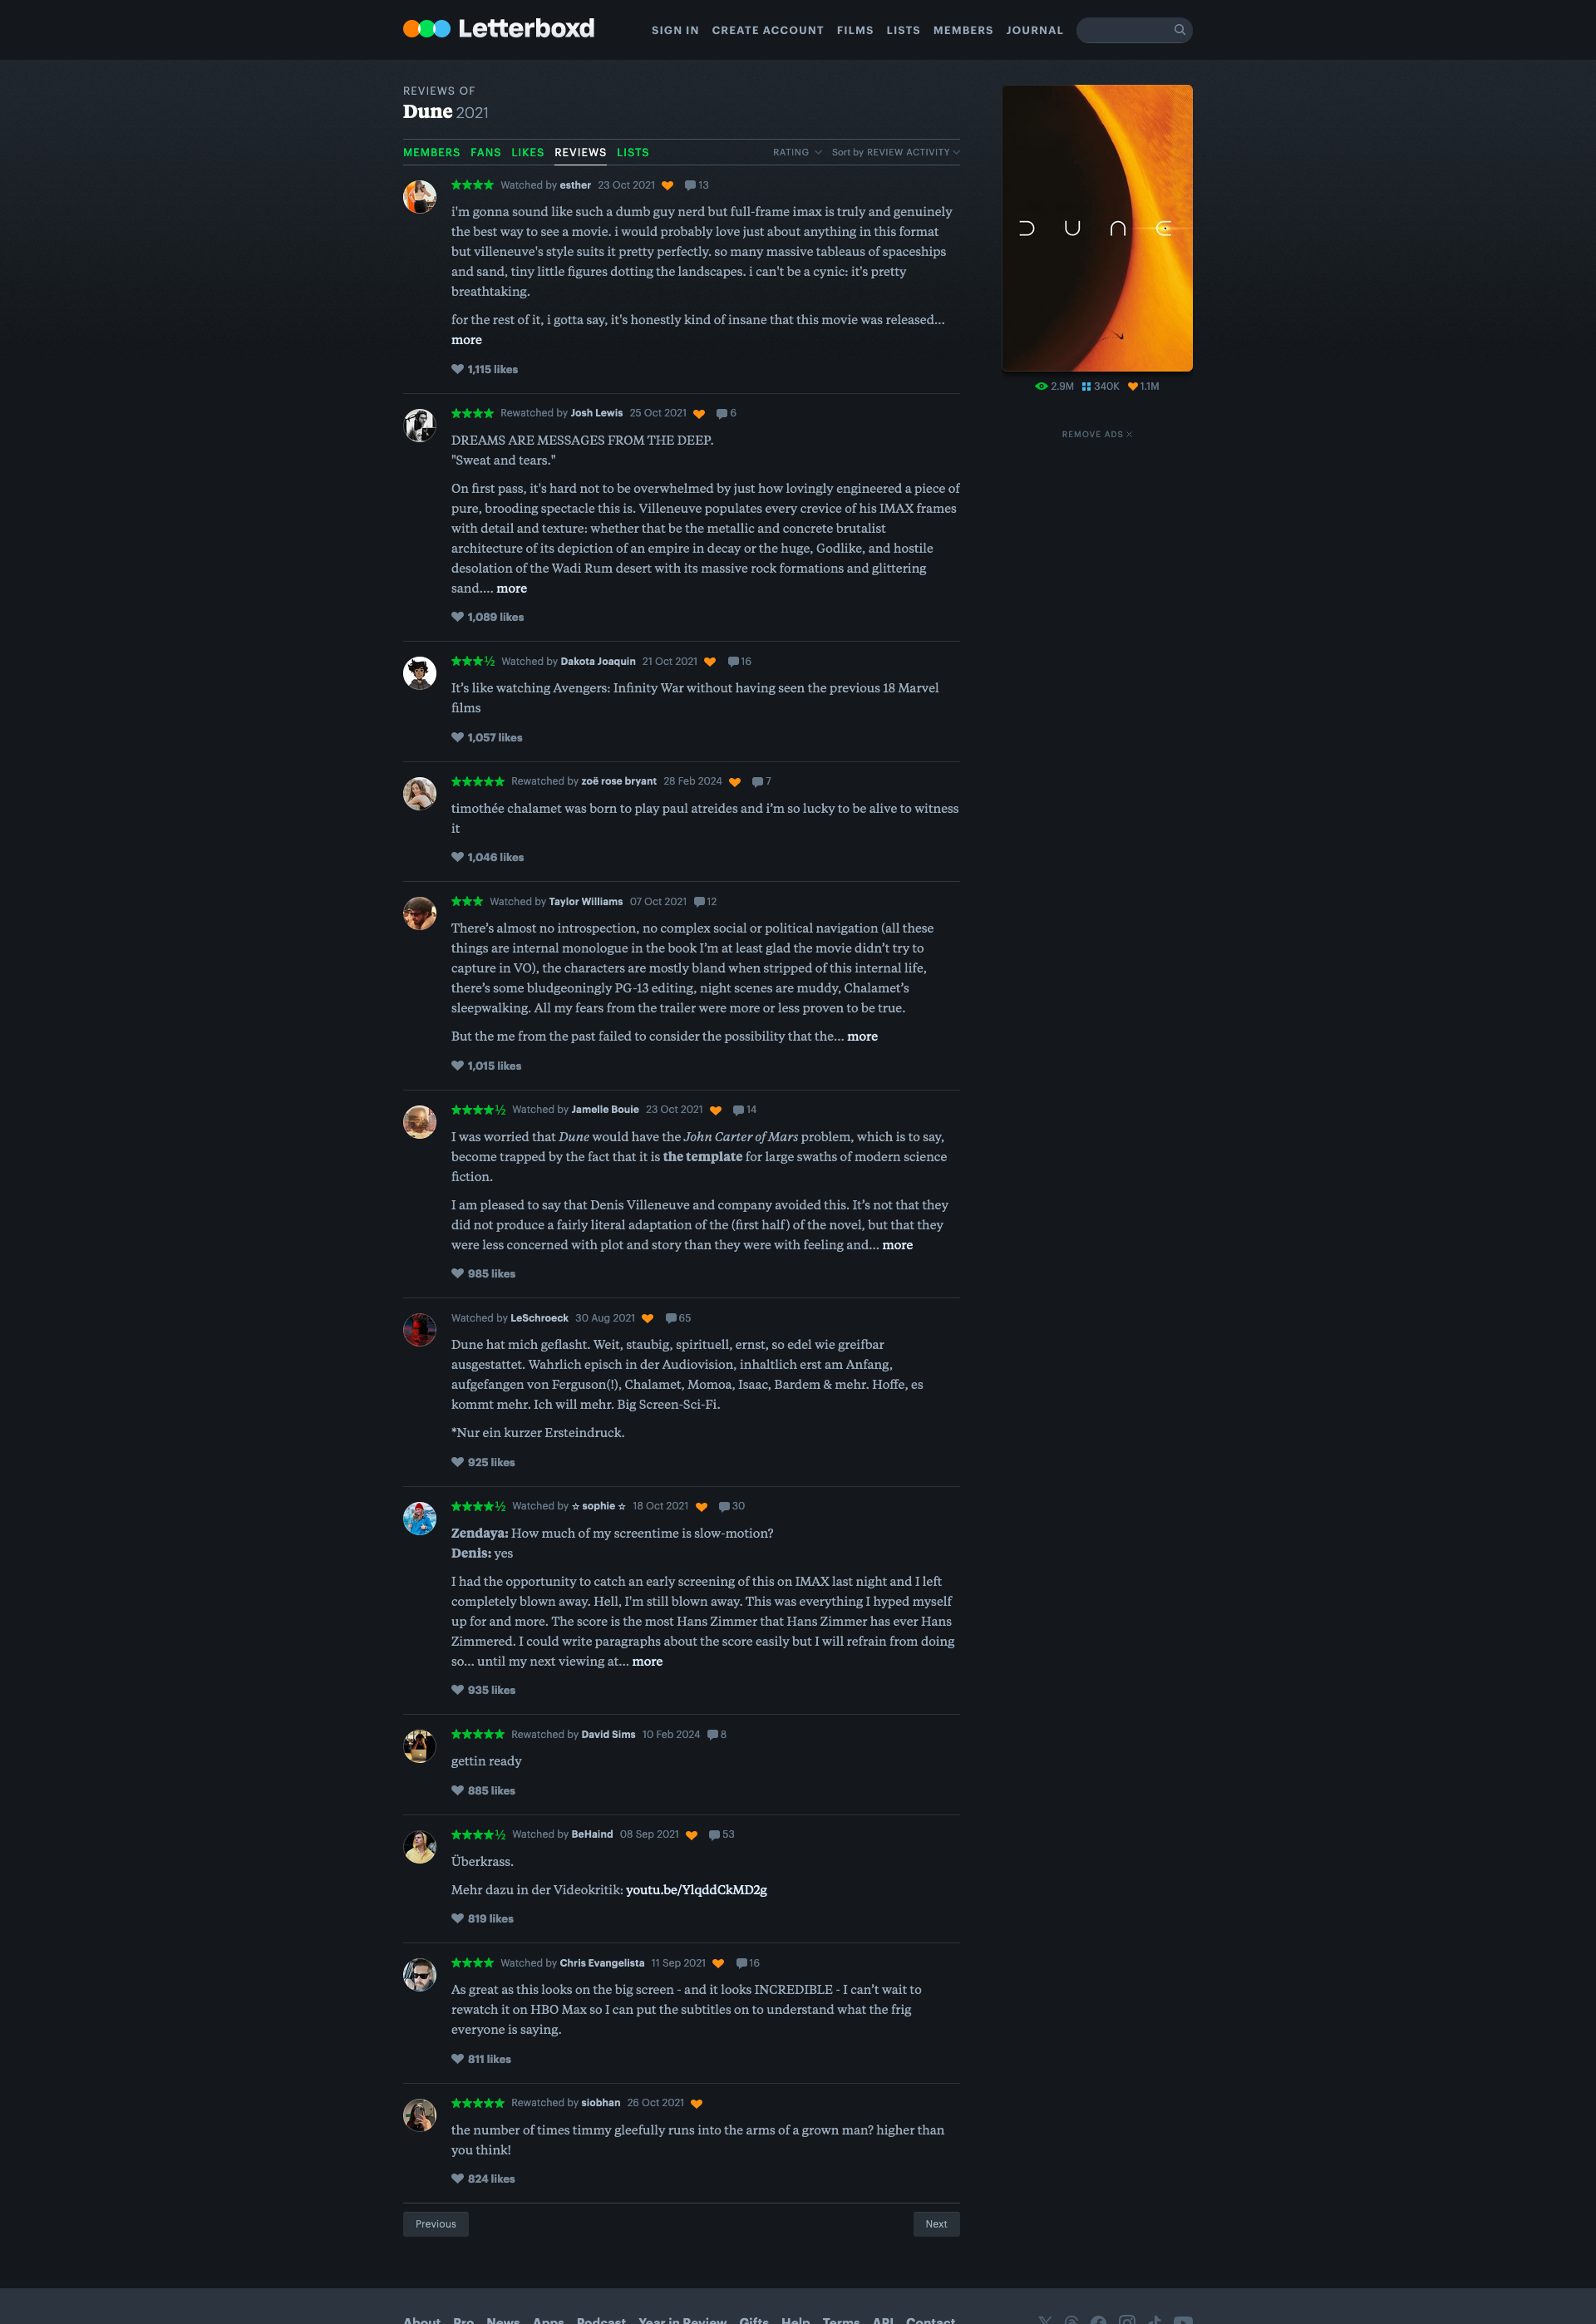 Letterboxd
SIGN IN CREATE ACCOUNT FILMS LISTS MEMBERS JOURNAL
REVIEWS OF
Dune 2021
MEMBERS FANS LIKES REVIEWS LISTS
RATING Sort by REVIEW ACTIVITY
★★★★ Watched by esther 23 Oct 2021 13
i'm gonna sound like such a dumb guy nerd but full-frame imax is truly and genuinely
the best way to see a movie. i would probably love just about anything in this format
but villeneuve's style suits it pretty perfectly. so many massive tableaus of spaceships
and sand, tiny little figures dotting the landscapes. i can't be a cynic: it's pretty
breathtaking.
for the rest of it, i gotta say, it's honestly kind of insane that this movie was released…
more
1,115 likes
★★★★ Rewatched by Josh Lewis 25 Oct 2021 6
DREAMS ARE MESSAGES FROM THE DEEP.
"Sweat and tears."
On first pass, it's hard not to be overwhelmed by just how lovingly engineered a piece of
pure, brooding spectacle this is. Villeneuve populates every crevice of his IMAX frames
with detail and texture: whether that be the metallic and concrete brutalist
architecture of its depiction of an empire in decay or the huge, Godlike, and hostile
desolation of the Wadi Rum desert with its massive rock formations and glittering
sand.… more
1,089 likes
★★★½ Watched by Dakota Joaquin 21 Oct 2021 16
It’s like watching Avengers: Infinity War without having seen the previous 18 Marvel
films
1,057 likes
★★★★★ Rewatched by zoë rose bryant 28 Feb 2024 7
timothée chalamet was born to play paul atreides and i’m so lucky to be alive to witness
it
1,046 likes
★★★ Watched by Taylor Williams 07 Oct 2021 12
There’s almost no introspection, no complex social or political navigation (all these
things are internal monologue in the book I’m at least glad the movie didn’t try to
capture in VO), the characters are mostly bland when stripped of this internal life,
there’s some bludgeoningly PG-13 editing, night scenes are muddy, Chalamet’s
sleepwalking. All my fears from the trailer were more or less proven to be true.
But the me from the past failed to consider the possibility that the… more
1,015 likes
★★★★½ Watched by Jamelle Bouie 23 Oct 2021 14
I was worried that Dune would have the John Carter of Mars problem, which is to say,
become trapped by the fact that it is the template for large swaths of modern science
fiction.
I am pleased to say that Denis Villeneuve and company avoided this. It’s not that they
did not produce a fairly literal adaptation of the (first half) of the novel, but that they
were less concerned with plot and story than they were with feeling and… more
985 likes
Watched by LeSchroeck 30 Aug 2021 65
Dune hat mich geflasht. Weit, staubig, spirituell, ernst, so edel wie greifbar
ausgestattet. Wahrlich episch in der Audiovision, inhaltlich erst am Anfang,
aufgefangen von Ferguson(!), Chalamet, Momoa, Isaac, Bardem & mehr. Hoffe, es
kommt mehr. Ich will mehr. Big Screen-Sci-Fi.
*Nur ein kurzer Ersteindruck.
925 likes
★★★★½ Watched by ☆ sophie ☆ 18 Oct 2021 30
Zendaya: How much of my screentime is slow-motion?
Denis: yes
I had the opportunity to catch an early screening of this on IMAX last night and I left
completely blown away. Hell, I'm still blown away. This was everything I hyped myself
up for and more. The score is the most Hans Zimmer that Hans Zimmer has ever Hans
Zimmered. I could write paragraphs about the score easily but I will refrain from doing
so... until my next viewing at… more
935 likes
★★★★★ Rewatched by David Sims 10 Feb 2024 8
gettin ready
885 likes
★★★★½ Watched by BeHaind 08 Sep 2021 53
Überkrass.
Mehr dazu in der Videokritik: youtu.be/YlqddCkMD2g
819 likes
★★★★ Watched by Chris Evangelista 11 Sep 2021 16
As great as this looks on the big screen - and it looks INCREDIBLE - I can’t wait to
rewatch it on HBO Max so I can put the subtitles on to understand what the frig
everyone is saying.
811 likes
★★★★★ Rewatched by siobhan 26 Oct 2021
the number of times timmy gleefully runs into the arms of a grown man? higher than
you think!
824 likes
Previous Next
DUNE
2.9M 340K 1.1M
REMOVE ADS
About Pro News Apps Podcast Year in Review Gifts Help Terms API Contact